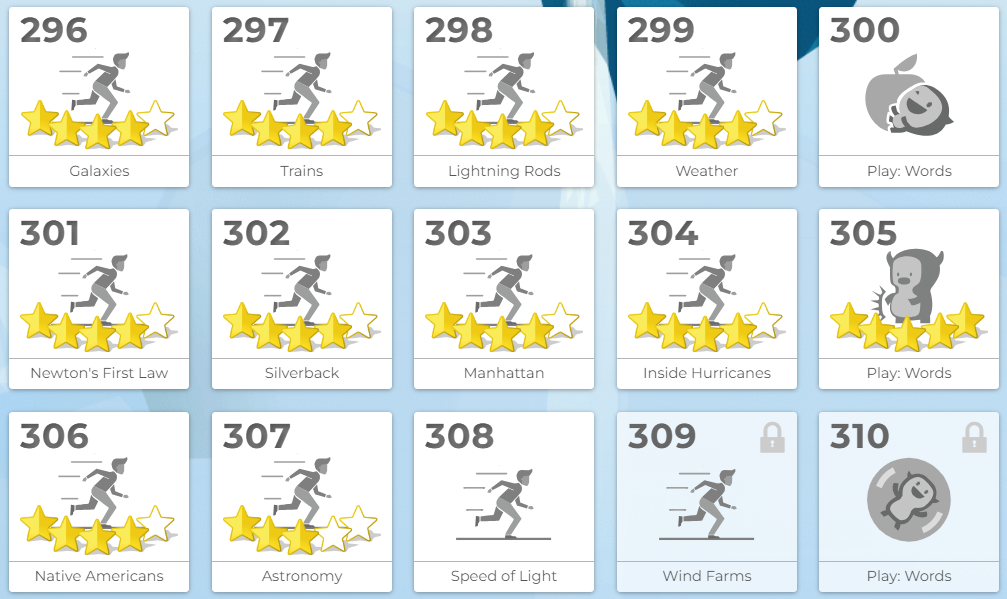 296
Galaxies
297
Trains
298
Lightning Rods
299
Weather
300
Play: Words
301
Newton's First Law
302
Silverback
303
Manhattan
304
Inside Hurricanes
305
Play: Words
306
Native Americans
307
Astronomy
308
Speed of Light
309
Wind Farms
310
Play: Words